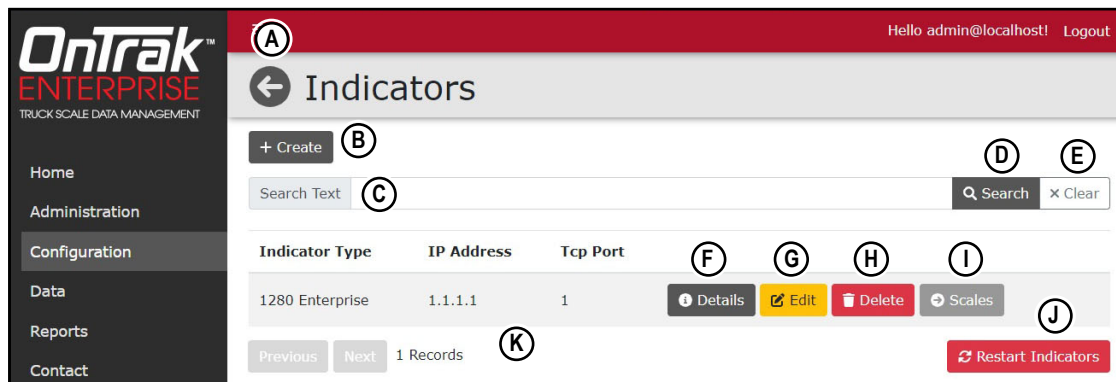 OnTrak™
ENTERPRISE
TRUCK SCALE DATA MANAGEMENT
Home
Administration
Configuration
Data
Reports
Contact
A
Hello admin@localhost! Logout
Indicators
+ Create B
D E
Search Text C Search × Clear
Indicator Type IP Address Tcp Port
F G H I
1280 Enterprise 1.1.1.1 1 Details Edit Delete Scales
J
Previous Next 1 Records K Restart Indicators